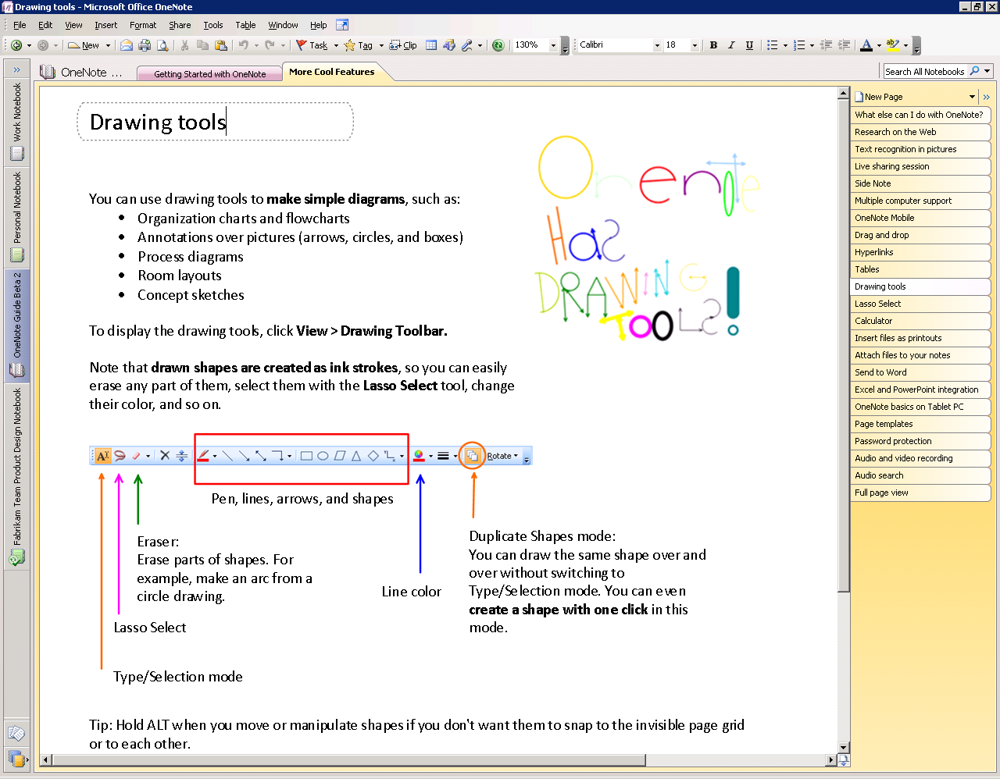 Drawing tools - Microsoft Office OneNote
File Edit View Insert Format Share Tools Table Window Help
New Task Tag Clip 130% Calibri 18 B I U A ab
OneNote ... Getting Started with OneNote More Cool Features Search All Notebooks
Work Notebook
Personal Notebook
OneNote Guide Beta 2
Fabrikam Team Product Design Notebook
Drawing tools
You can use drawing tools to make simple diagrams, such as:
• Organization charts and flowcharts
• Annotations over pictures (arrows, circles, and boxes)
• Process diagrams
• Room layouts
• Concept sketches
To display the drawing tools, click View > Drawing Toolbar.
Note that drawn shapes are created as ink strokes, so you can easily
erase any part of them, select them with the Lasso Select tool, change
their color, and so on.
OneNote
HaS
DRAWING
TOOLS!
Rotate
Pen, lines, arrows, and shapes
Eraser:
Erase parts of shapes. For
example, make an arc from a
circle drawing.
Lasso Select
Type/Selection mode
Line color
Duplicate Shapes mode:
You can draw the same shape over and
over without switching to
Type/Selection mode. You can even
create a shape with one click in this
mode.
Tip: Hold ALT when you move or manipulate shapes if you don't want them to snap to the invisible page grid
or to each other.
New Page
What else can I do with OneNote?
Research on the Web
Text recognition in pictures
Live sharing session
Side Note
Multiple computer support
OneNote Mobile
Drag and drop
Hyperlinks
Tables
Drawing tools
Lasso Select
Calculator
Insert files as printouts
Attach files to your notes
Send to Word
Excel and PowerPoint integration
OneNote basics on Tablet PC
Page templates
Password protection
Audio and video recording
Audio search
Full page view